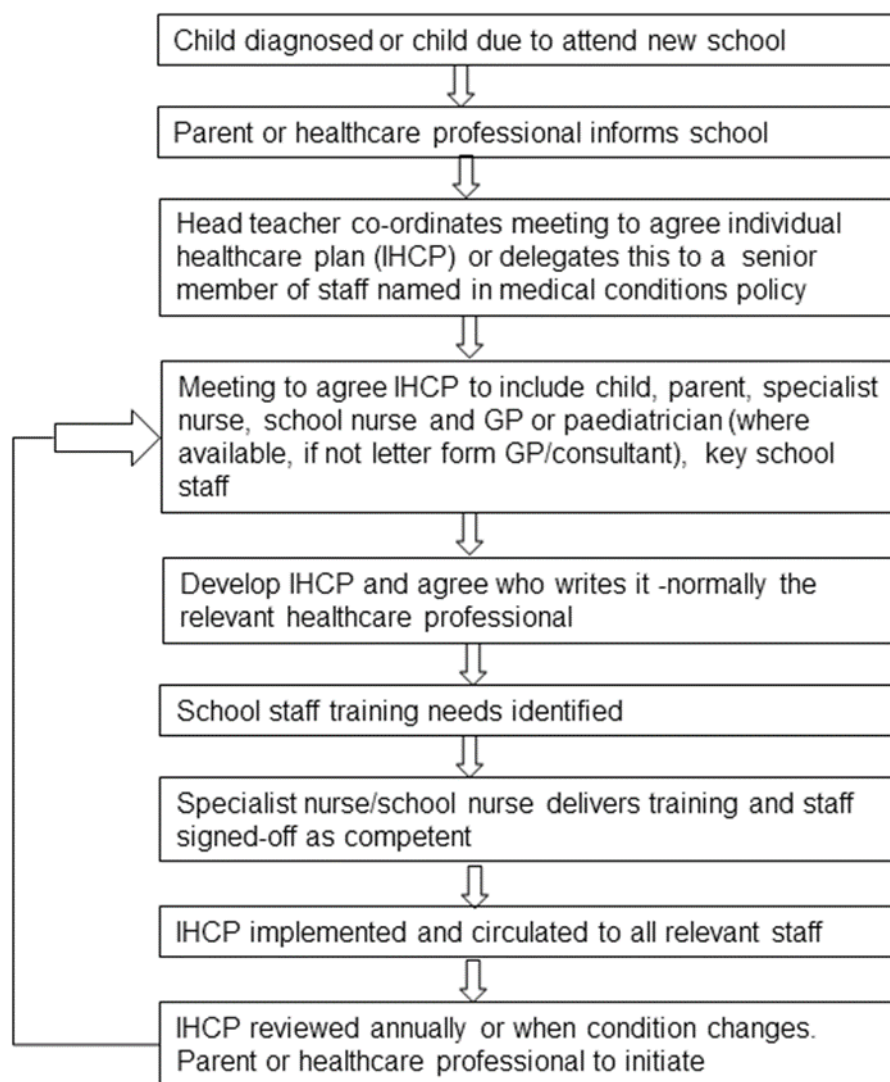 Child diagnosed or child due to attend new school
Parent or healthcare professional informs school
Head teacher co-ordinates meeting to agree individual
healthcare plan (IHCP) or delegates this to a senior
member of staff named in medical conditions policy
Meeting to agree IHCP to include child, parent, specialist
nurse, school nurse and GP or paediatrician (where
available, if not letter form GP/consultant), key school
staff
Develop IHCP and agree who writes it -normally the
relevant healthcare professional
School staff training needs identified
Specialist nurse/school nurse delivers training and staff
signed-off as competent
IHCP implemented and circulated to all relevant staff
IHCP reviewed annually or when condition changes.
Parent or healthcare professional to initiate